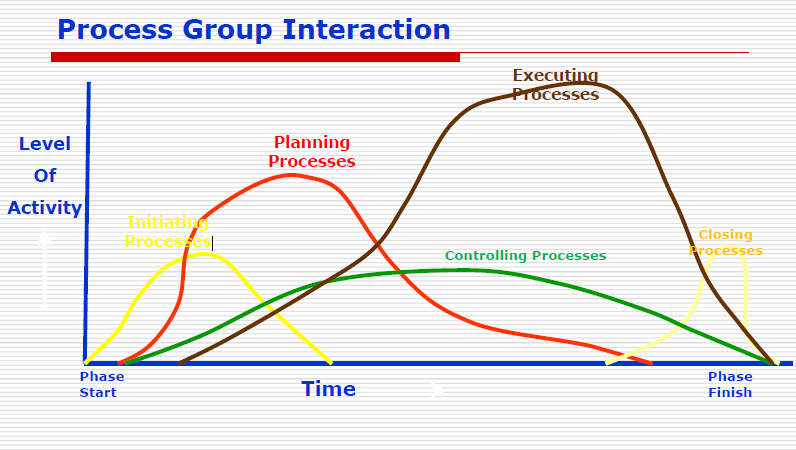 Process Group Interaction
Executing
Processes
Level
Of
Activity
Planning
Processes
Initiating
Processes
Controlling Processes
Closing
Processes
Phase
Start
Time
Phase
Finish